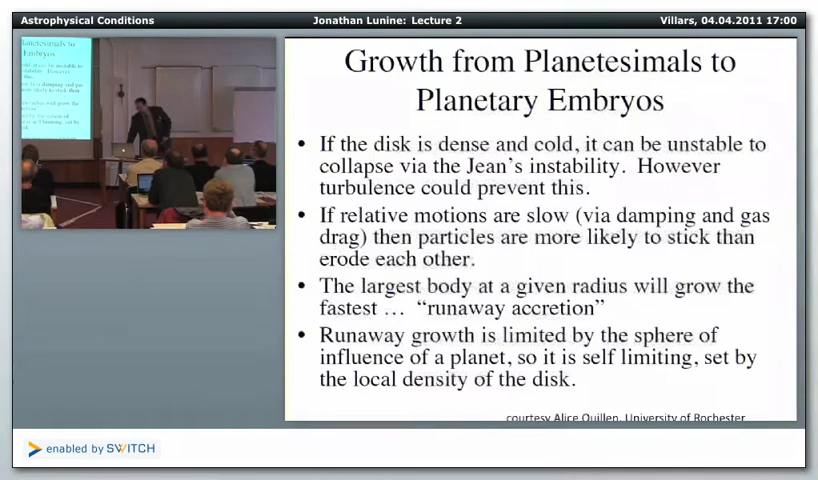 Astrophysical Conditions
Jonathan Lunine: Lecture 2
Villars, 04.04.2011 17:00
Growth from Planetesimals to
Planetary Embryos
• If the disk is dense and cold, it can be unstable to
collapse via the Jean's instability. However
turbulence could prevent this.
• If relative motions are slow (via damping and gas
drag) then particles are more likely to stick than
erode each other.
• The largest body at a given radius will grow the
fastest … “runaway accretion”
• Runaway growth is limited by the sphere of
influence of a planet, so it is self limiting, set by
the local density of the disk.
courtesy Alice Quillen, University of Rochester
enabled by SWITCH